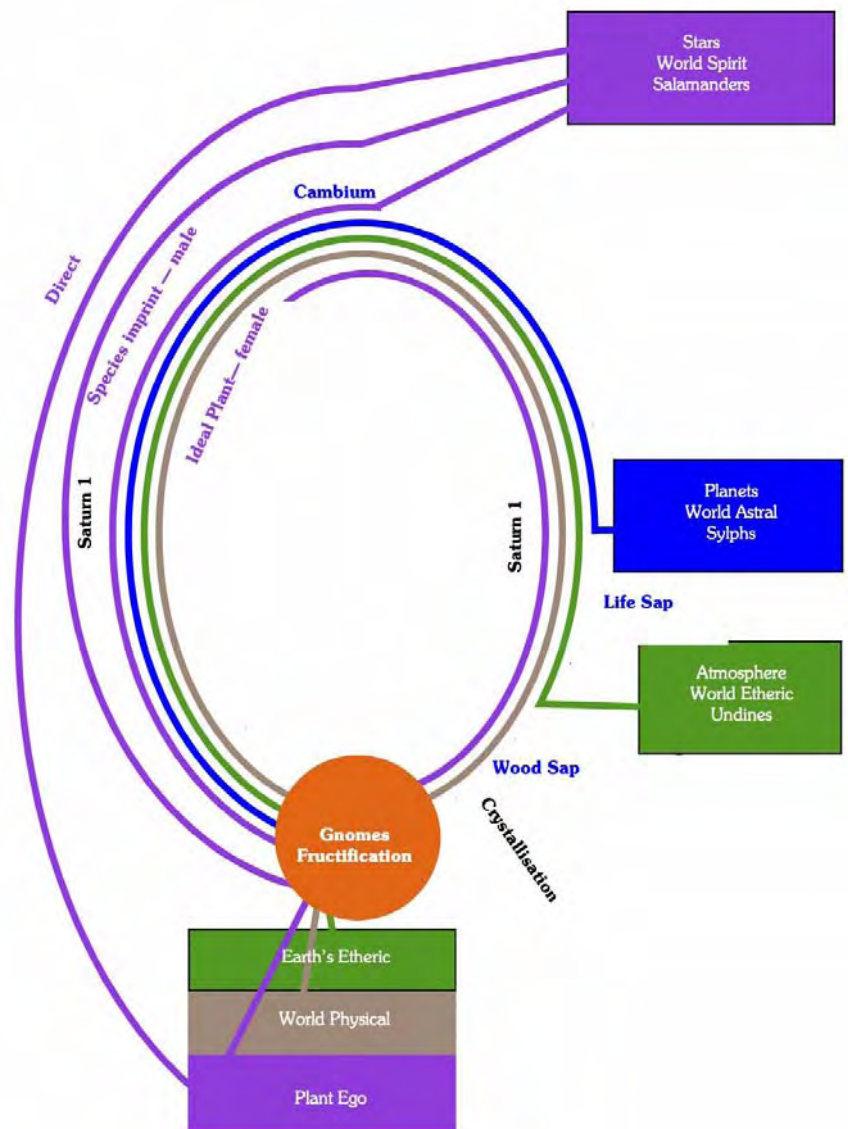 Stars
World Spirit
Salamanders
Cambium
Direct
Species imprint — male
Ideal Plant— female
Saturn 1
Saturn 1
Planets
World Astral
Sylphs
Life Sap
Atmosphere
World Etheric
Undines
Wood Sap
Crystallisation
Gnomes
Fructification
Earth's Etheric
World Physical
Plant Ego